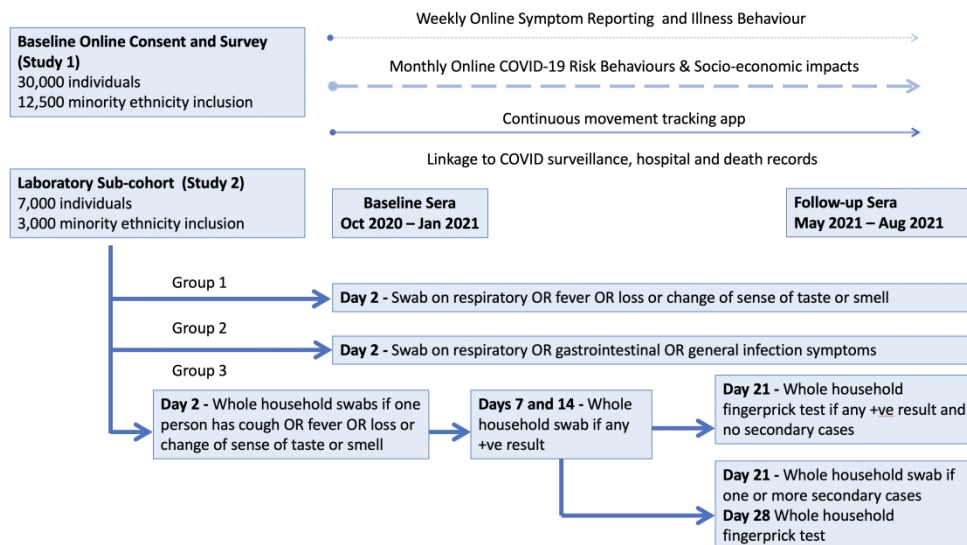 Weekly Online Symptom Reporting and Illness Behaviour
Baseline Online Consent and Survey
(Study 1)
30,000 individuals
12,500 minority ethnicity inclusion
Monthly Online COVID-19 Risk Behaviours & Socio-economic impacts
Continuous movement tracking app
Linkage to COVID surveillance, hospital and death records
Laboratory Sub-cohort (Study 2)
7,000 individuals
3,000 minority ethnicity inclusion
Baseline Sera
Oct 2020 – Jan 2021
Follow-up Sera
May 2021 – Aug 2021
Group 1
Day 2 - Swab on respiratory OR fever OR loss or change of sense of taste or smell
Group 2
Day 2 - Swab on respiratory OR gastrointestinal OR general infection symptoms
Group 3
Day 2 - Whole household swabs if one
person has cough OR fever OR loss or
change of sense of taste or smell
Days 7 and 14 - Whole
household swab if any
+ve result
Day 21 - Whole household
fingerprick test if any +ve result and
no secondary cases
Day 21 - Whole household swab if
one or more secondary cases
Day 28 Whole household
fingerprick test